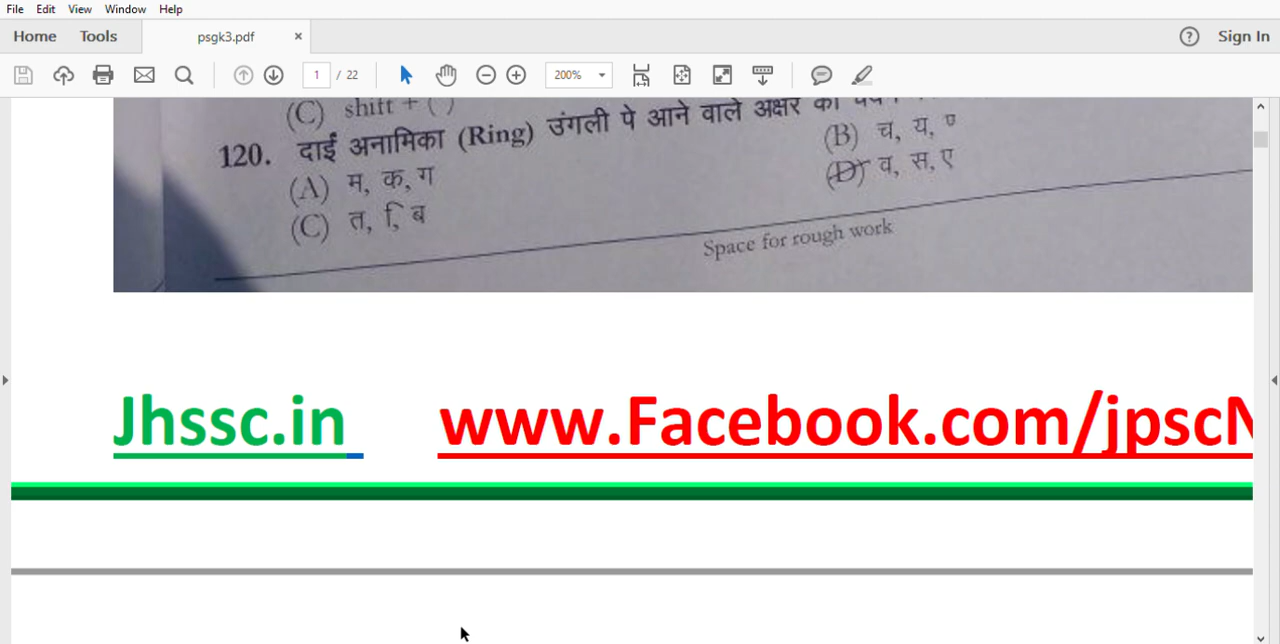 File Edit View Window Help
Home Tools psgk3.pdf × ? Sign In
1 / 22 200%
(C) shift + ( )
120. दाईं अनामिका (Ring) उंगली पे आने वाले अक्षर का
(A) म, क, ग (B) च, य, ण
(C) त, ि, ब (D) व, स, ए
Space for rough work
Jhssc.in www.Facebook.com/jpscN